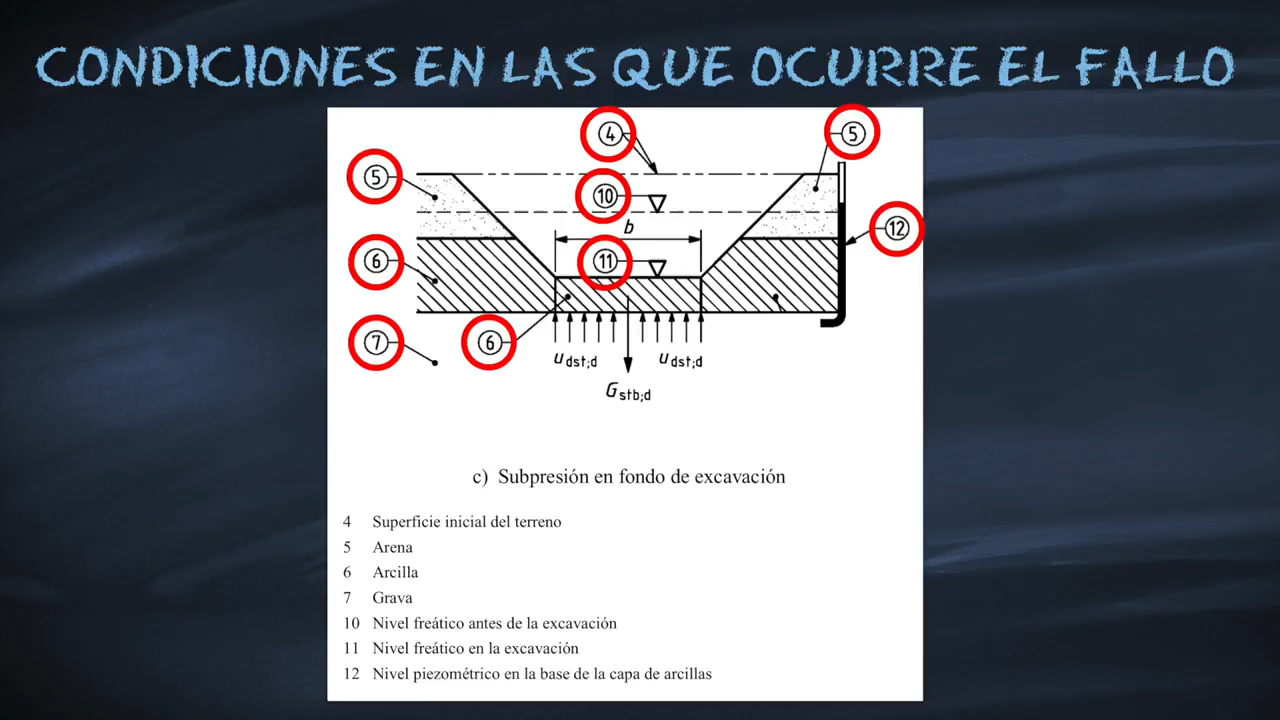 CONDICIONES EN LAS QUE OCURRE EL FALLO
4
5
5
10
b
12
6
11
7
6
u dst;d
u dst;d
G stb;d
c) Subpresión en fondo de excavación
4 Superficie inicial del terreno
5 Arena
6 Arcilla
7 Grava
10 Nivel freático antes de la excavación
11 Nivel freático en la excavación
12 Nivel piezométrico en la base de la capa de arcillas